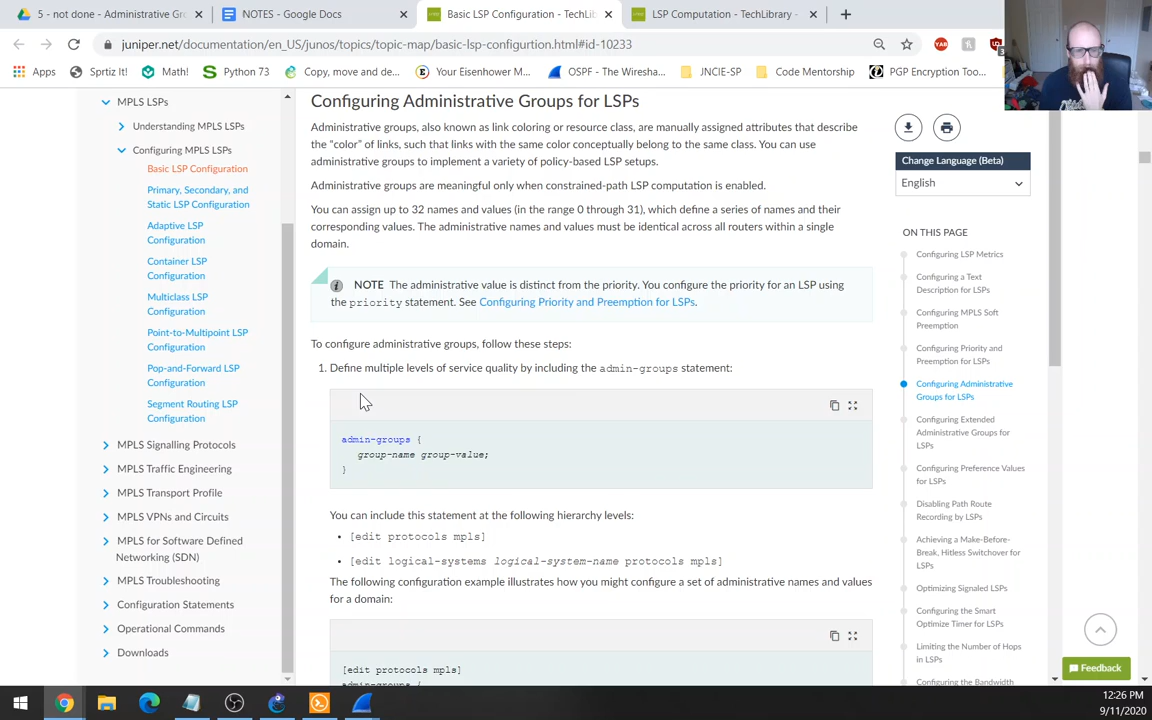 5 - not done - Administrative Gr
NOTES - Google Docs
Basic LSP Configuration - TechLib
LSP Computation - TechLibrary -
juniper.net/documentation/en_US/junos/topics/topic-map/basic-lsp-configurtion.html#id-10233
Apps
Sprtiz It!
Math!
Python 73
Copy, move and de...
Your Eisenhower M...
OSPF - The Wiresha...
JNCIE-SP
Code Mentorship
PGP Encryption Too...
MPLS LSPs
Understanding MPLS LSPs
Configuring MPLS LSPs
Basic LSP Configuration
Primary, Secondary, and
Static LSP Configuration
Adaptive LSP
Configuration
Container LSP
Configuration
Multiclass LSP
Configuration
Point-to-Multipoint LSP
Configuration
Pop-and-Forward LSP
Configuration
Segment Routing LSP
Configuration
MPLS Signalling Protocols
MPLS Traffic Engineering
MPLS Transport Profile
MPLS VPNs and Circuits
MPLS for Software Defined
Networking (SDN)
MPLS Troubleshooting
Configuration Statements
Operational Commands
Downloads
Configuring Administrative Groups for LSPs
Administrative groups, also known as link coloring or resource class, are manually assigned attributes that describe
the "color" of links, such that links with the same color conceptually belong to the same class. You can use
administrative groups to implement a variety of policy-based LSP setups.
Administrative groups are meaningful only when constrained-path LSP computation is enabled.
You can assign up to 32 names and values (in the range 0 through 31), which define a series of names and their
corresponding values. The administrative names and values must be identical across all routers within a single
domain.
NOTE The administrative value is distinct from the priority. You configure the priority for an LSP using
the priority statement. See Configuring Priority and Preemption for LSPs.
To configure administrative groups, follow these steps:
1. Define multiple levels of service quality by including the admin-groups statement:
admin-groups {
group-name group-value;
}
You can include this statement at the following hierarchy levels:
• [edit protocols mpls]
• [edit logical-systems logical-system-name protocols mpls]
The following configuration example illustrates how you might configure a set of administrative names and values
for a domain:
[edit protocols mpls]
admin-groups {
Change Language (Beta)
English
ON THIS PAGE
Configuring LSP Metrics
Configuring a Text
Description for LSPs
Configuring MPLS Soft
Preemption
Configuring Priority and
Preemption for LSPs
Configuring Administrative
Groups for LSPs
Configuring Extended
Administrative Groups for
LSPs
Configuring Preference Values
for LSPs
Disabling Path Route
Recording by LSPs
Achieving a Make-Before-
Break, Hitless Switchover for
LSPs
Optimizing Signaled LSPs
Configuring the Smart
Optimize Timer for LSPs
Limiting the Number of Hops
in LSPs
Configuring the Bandwidth
Feedback
12:26 PM
9/11/2020